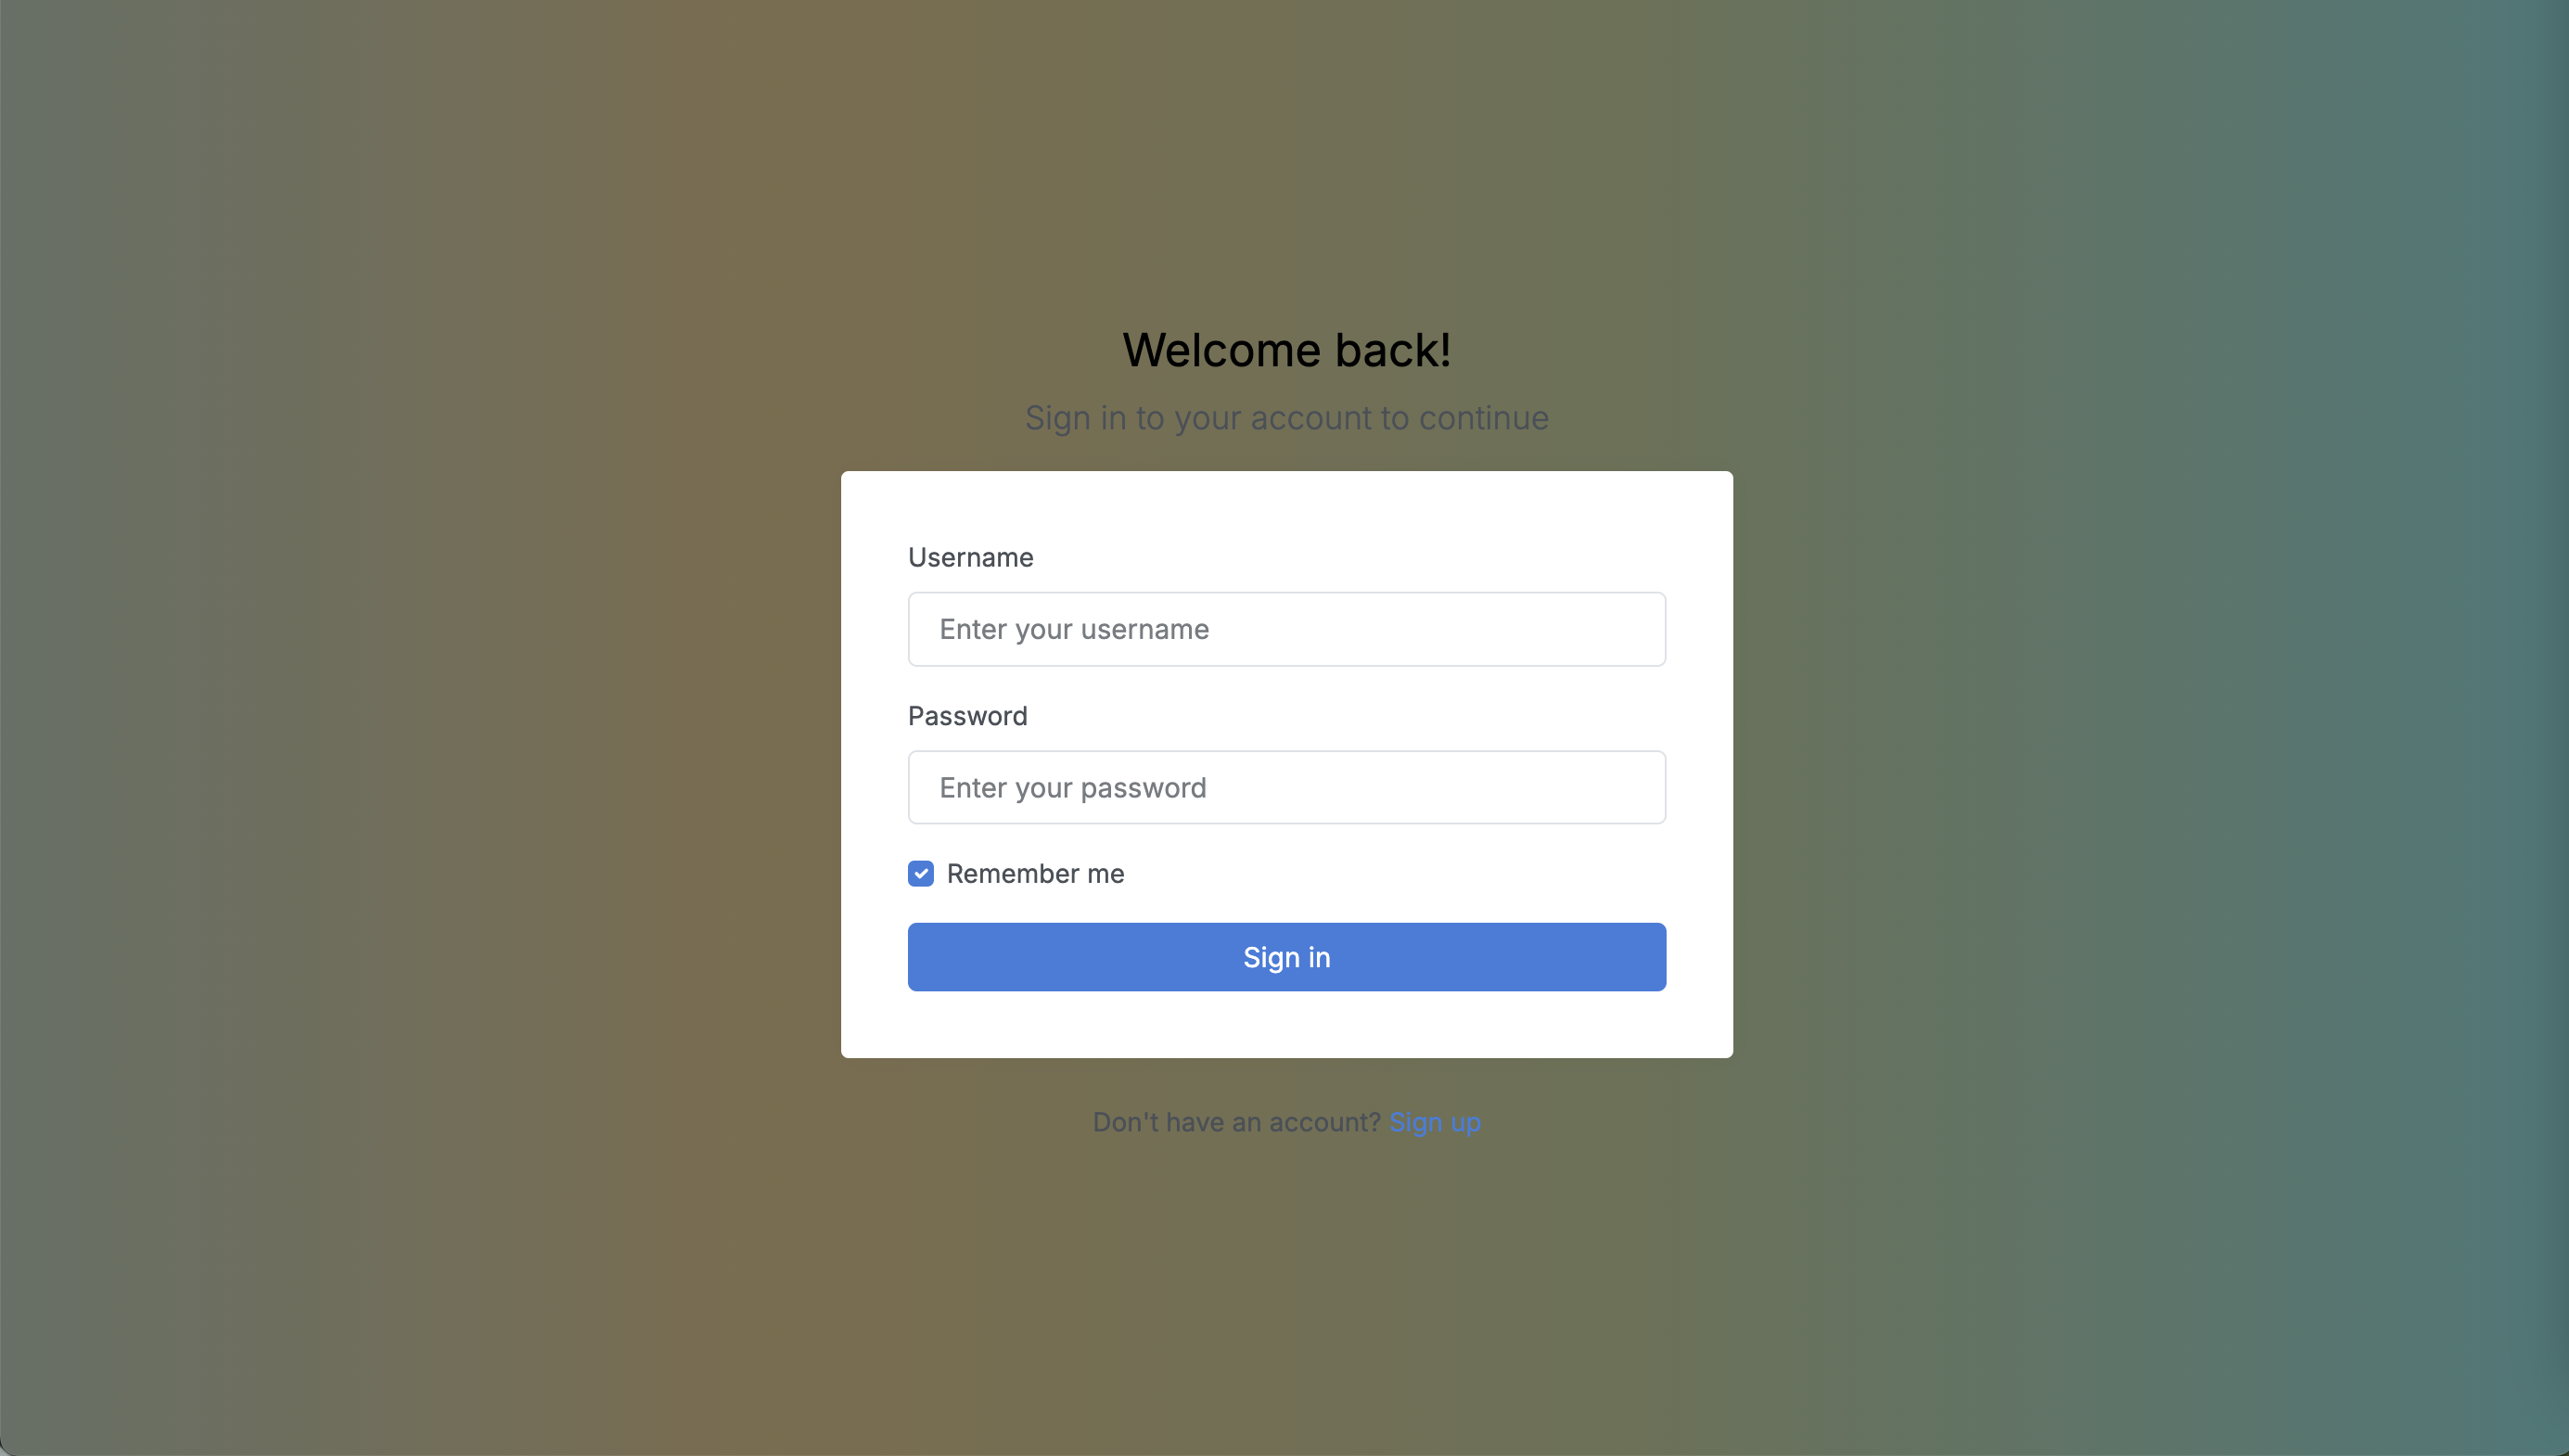 Welcome back!
Sign in to your account to continue
Username
Enter your username
Password
Enter your password
Remember me
Sign in
Don't have an account? Sign up